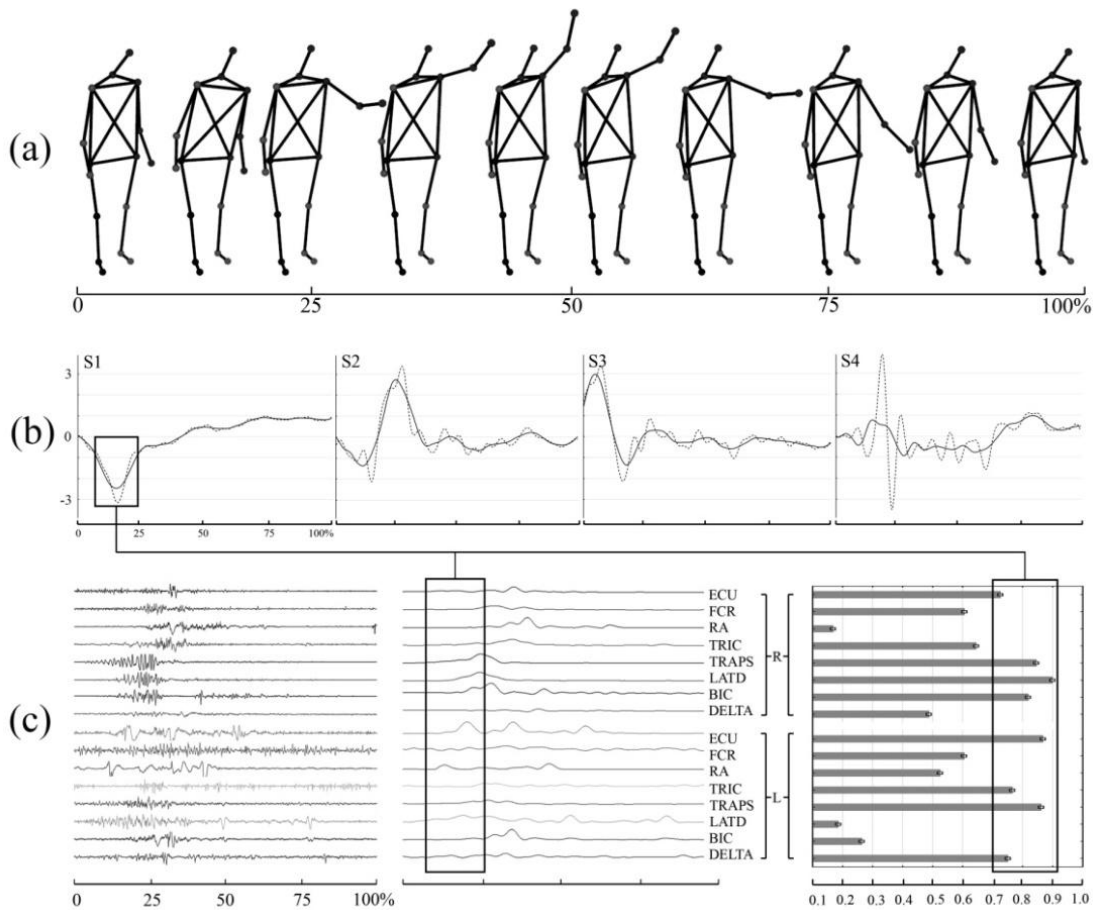 (a)
0 25 50 75 100%
(b)
S1 S2 S3 S4
3
0
-3
0 25 50 75 100%
(c)
ECU
FCR
RA
TRIC
TRAPS
LATD
BIC
DELTA
R
ECU
FCR
RA
TRIC
TRAPS
LATD
BIC
DELTA
L
0 25 50 75 100%
0.1 0.2 0.3 0.4 0.5 0.6 0.7 0.8 0.9 1.0